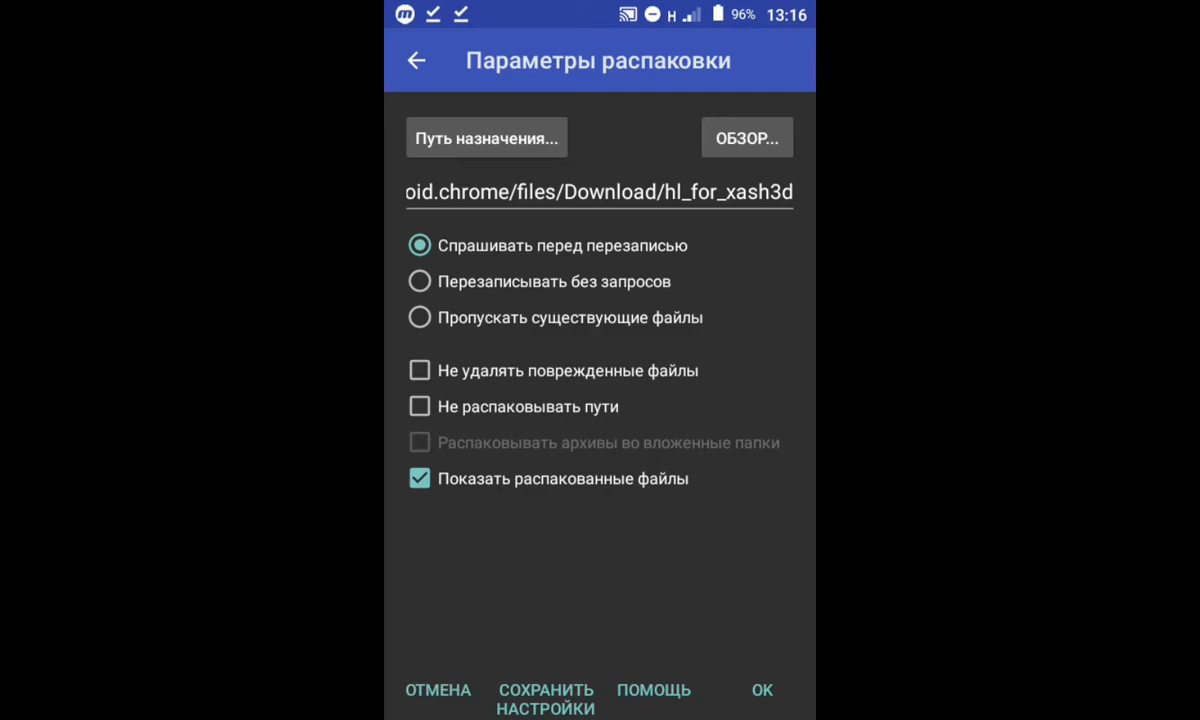 96% 13:16
Параметры распаковки
Путь назначения... ОБЗОР...
oid.chrome/files/Download/hl_for_xash3d
Спрашивать перед перезаписью
Перезаписывать без запросов
Пропускать существующие файлы
Не удалять поврежденные файлы
Не распаковывать пути
Распаковывать архивы во вложенные папки
Показать распакованные файлы
ОТМЕНА СОХРАНИТЬ НАСТРОЙКИ ПОМОЩЬ OK